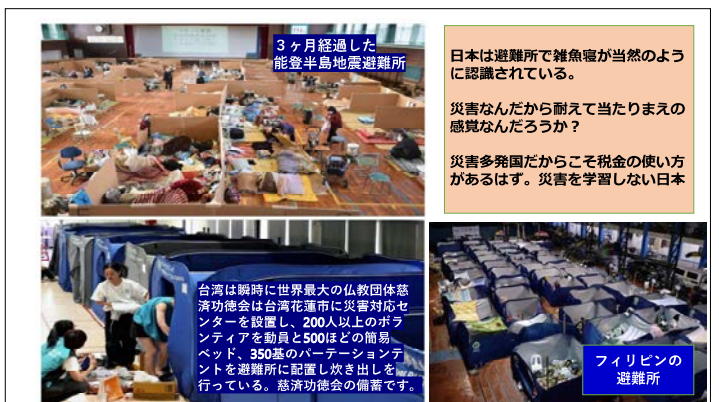 ３ヶ月経過した
能登半島地震避難所
日本は避難所で雑魚寝が当然のよう
に認識されている。
災害なんだから耐えて当たりまえの
感覚なんだろうか？
災害多発国だからこそ税金の使い方
があるはず。災害を学習しない日本
台湾は瞬時に世界最大の仏教団体慈
済功徳会は台湾花蓮市に災害対応セ
ンターを設置し、200人以上のボラ
ンティアを動員と500ほどの簡易
ベッド、350基のパーテーションテ
ントを避難所に配置し炊き出しを
行っている。慈済功徳会の備蓄です。
フィリピンの
避難所